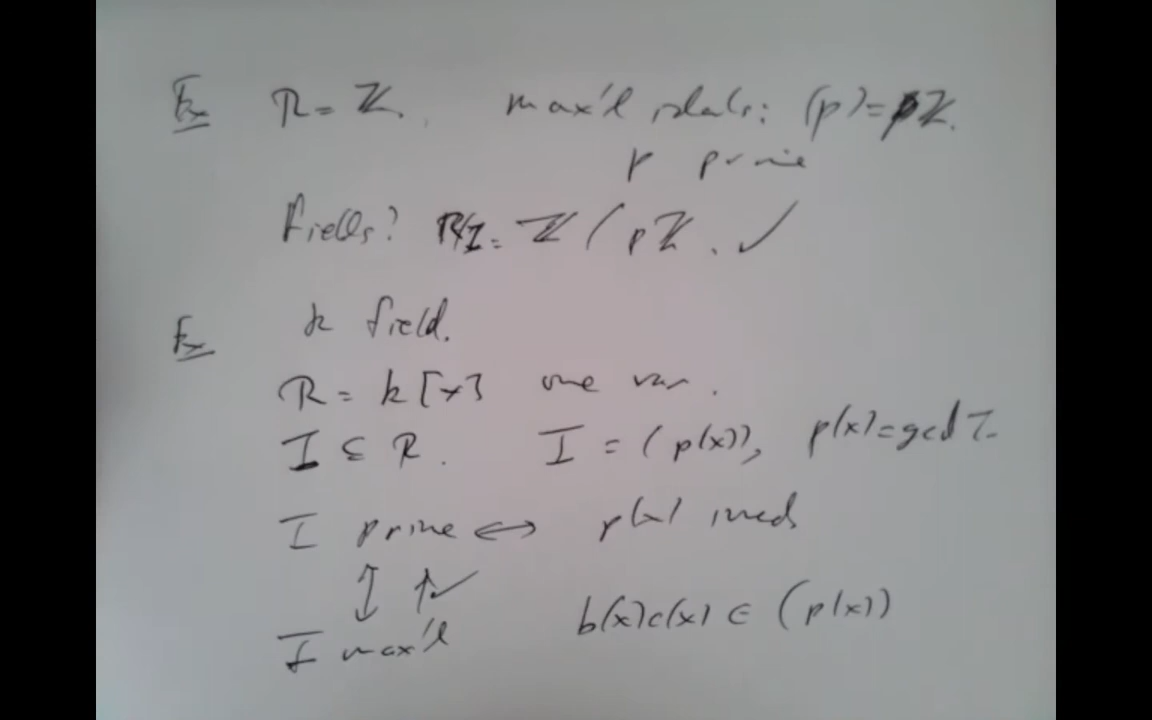 Ex R = ℤ. max'l ideals: (p) = pℤ.
p prime
fields? R/I = ℤ / pℤ. ✓
Ex k field.
R = k[x] one var.
I ⊆ R. I = (p(x)), p(x) = gcd I.
I prime ⟷ p(x) irred
↕ ↑✓
I max'l b(x)c(x) ∈ (p(x))